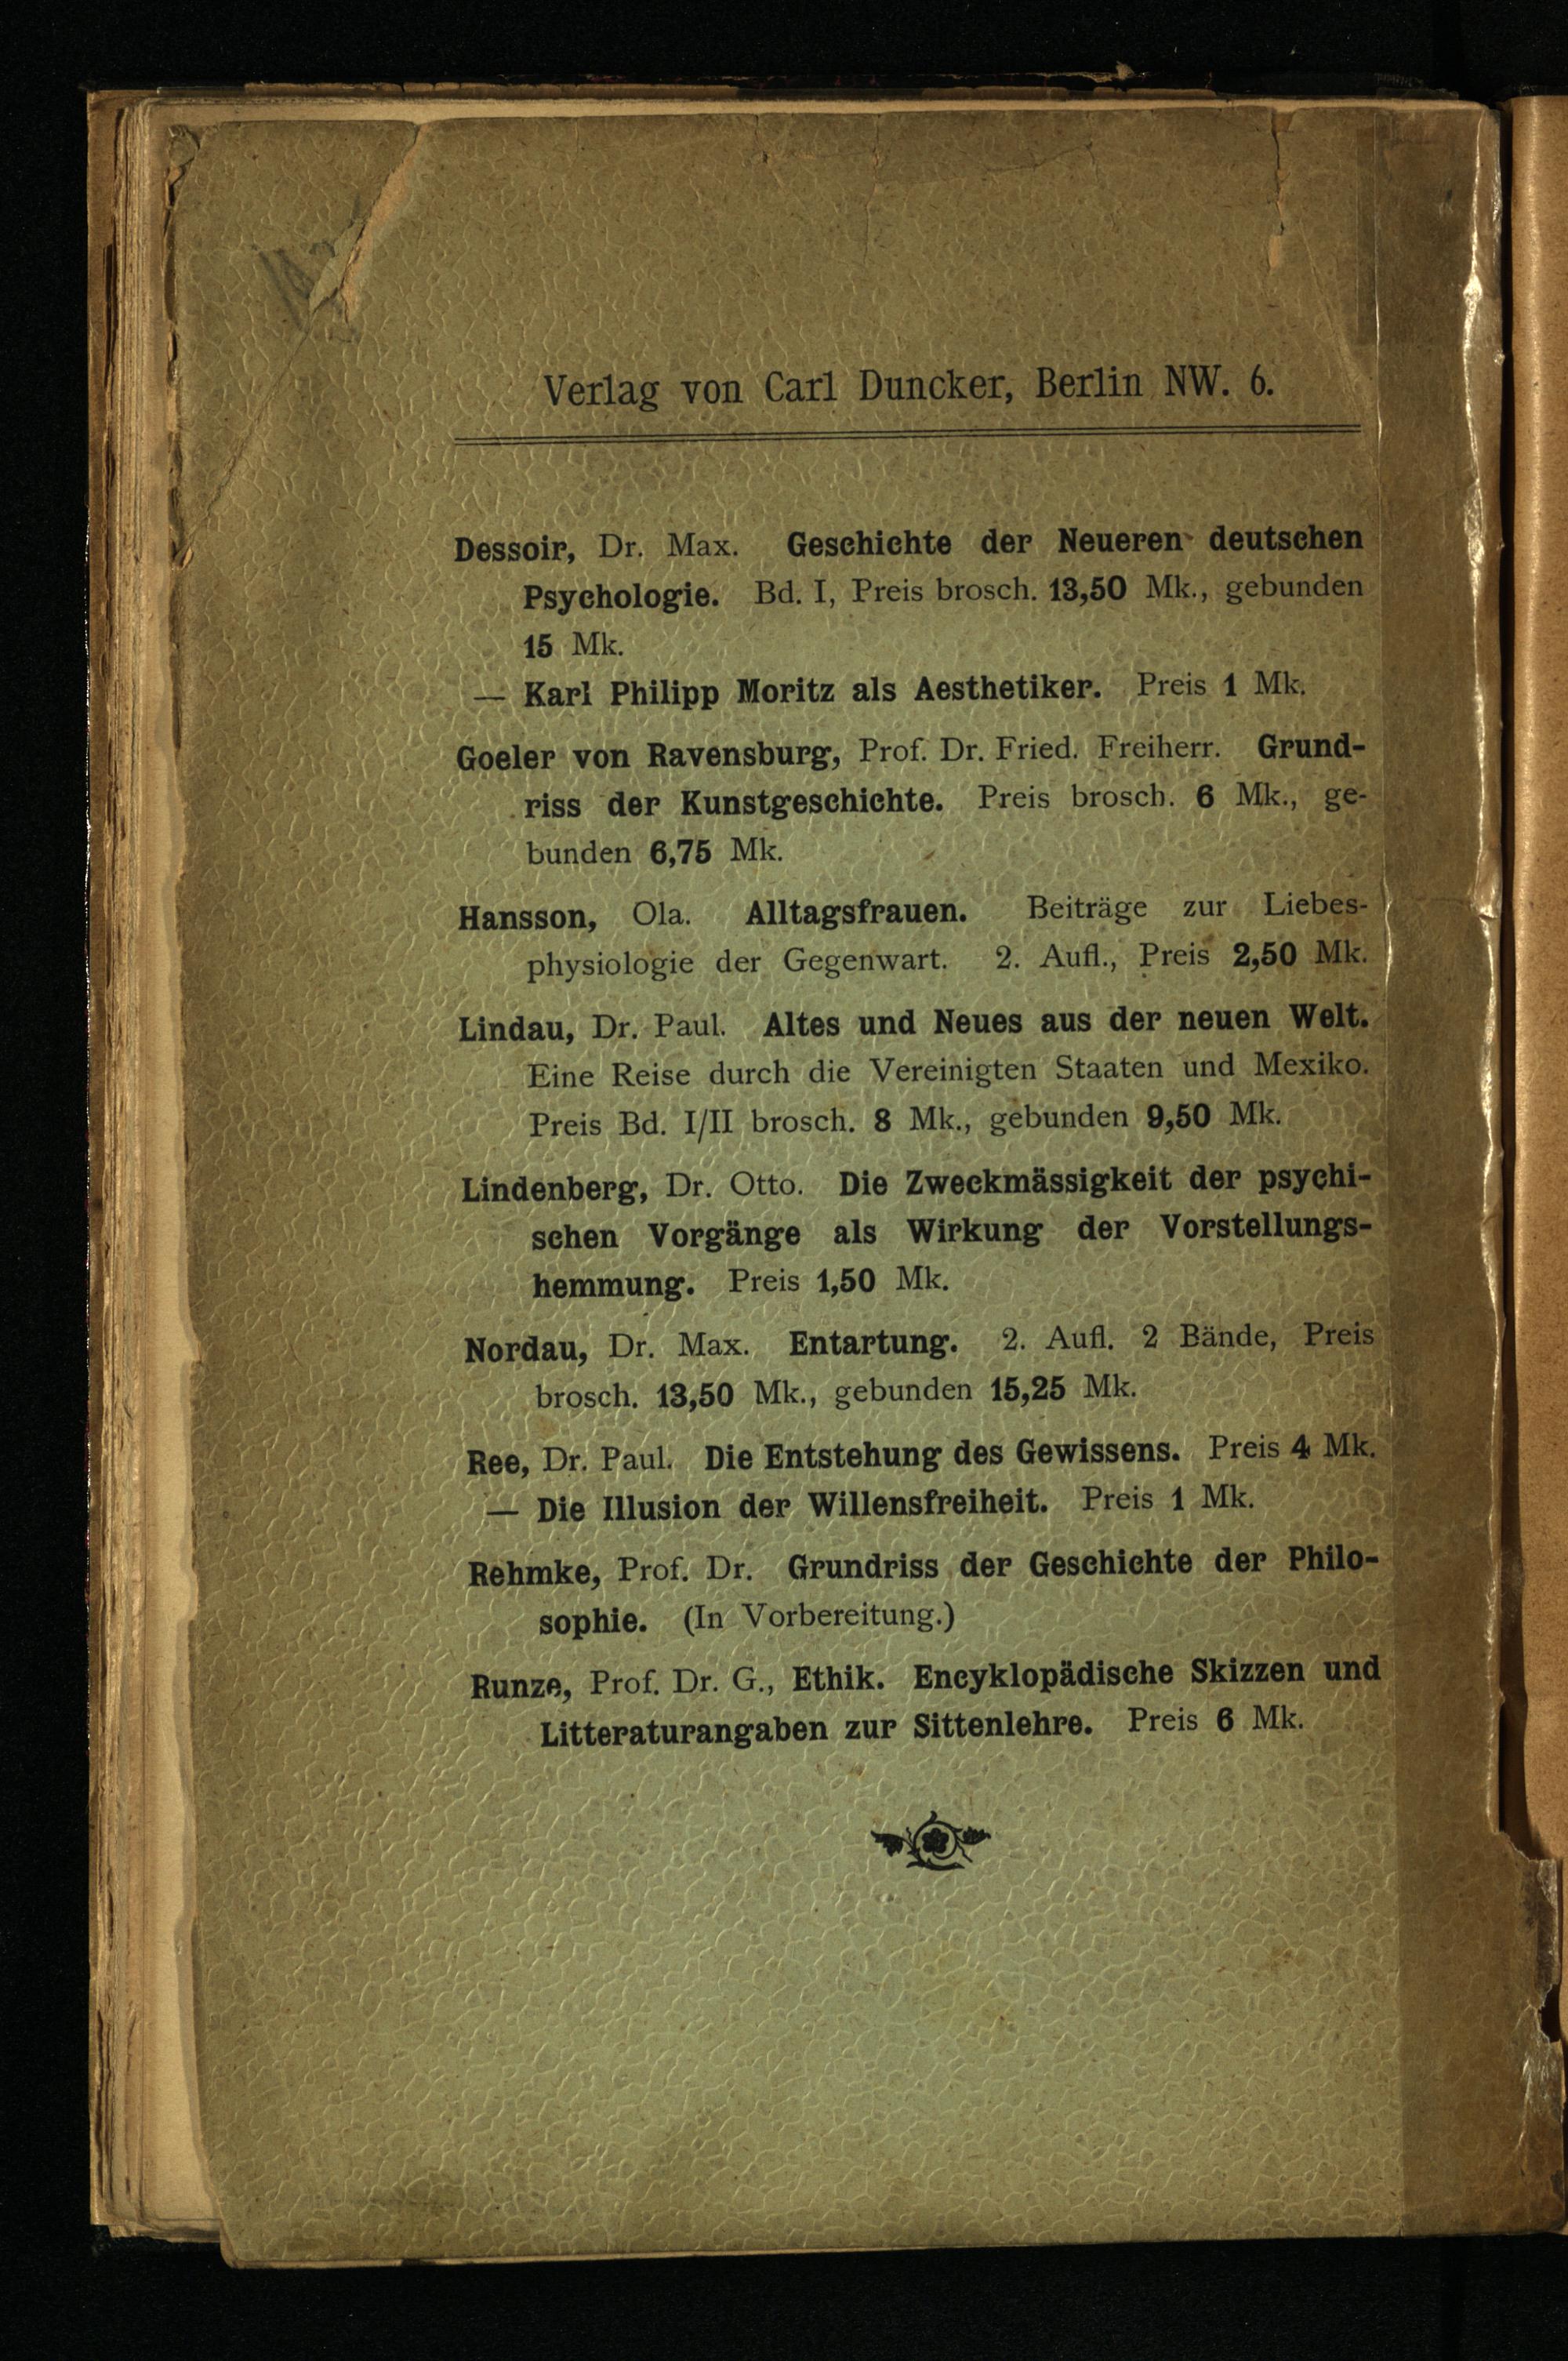 Verlag von Carl Duncker, Berlin NW. 6.
Dessoir, Dr. Max. Geschichte der Neueren deutschen
Psychologie. Bd. I, Preis brosch. 13,50 Mk., gebunden
15 Mk.
— Karl Philipp Moritz als Aesthetiker. Preis 1 Mk.
Goeler von Ravensburg, Prof. Dr. Fried. Freiherr. Grund-
riss der Kunstgeschichte. Preis brosch. 6 Mk., ge-
bunden 6,75 Mk.
Hansson, Ola. Alltagsfrauen. Beiträge zur Liebes-
physiologie der Gegenwart. 2. Aufl., Preis 2,50 Mk.
Lindau, Dr. Paul. Altes und Neues aus der neuen Welt.
Eine Reise durch die Vereinigten Staaten und Mexiko.
Preis Bd. I/II brosch. 8 Mk., gebunden 9,50 Mk.
Lindenberg, Dr. Otto. Die Zweckmässigkeit der psychi-
schen Vorgänge als Wirkung der Vorstellungs-
hemmung. Preis 1,50 Mk.
Nordau, Dr. Max. Entartung. 2. Aufl. 2 Bände, Preis
brosch. 13,50 Mk., gebunden 15,25 Mk.
Ree, Dr. Paul. Die Entstehung des Gewissens. Preis 4 Mk.
— Die Illusion der Willensfreiheit. Preis 1 Mk.
Rehmke, Prof. Dr. Grundriss der Geschichte der Philo-
sophie. (In Vorbereitung.)
Runze, Prof. Dr. G., Ethik. Encyklopädische Skizzen und
Litteraturangaben zur Sittenlehre. Preis 6 Mk.